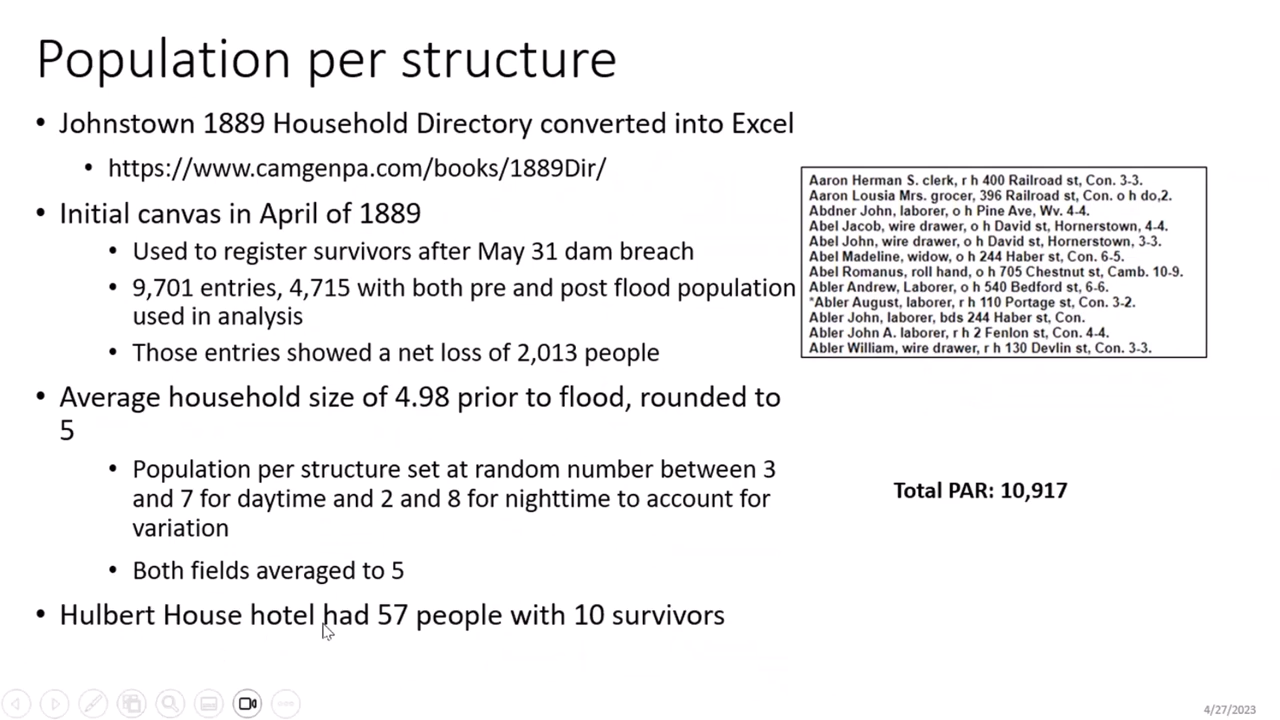 Population per structure
• Johnstown 1889 Household Directory converted into Excel
• https://www.camgenpa.com/books/1889Dir/
• Initial canvas in April of 1889
• Used to register survivors after May 31 dam breach
• 9,701 entries, 4,715 with both pre and post flood population
used in analysis
• Those entries showed a net loss of 2,013 people
• Average household size of 4.98 prior to flood, rounded to
5
• Population per structure set at random number between 3
and 7 for daytime and 2 and 8 for nighttime to account for
variation
• Both fields averaged to 5
• Hulbert House hotel had 57 people with 10 survivors
Aaron Herman S. clerk, r h 400 Railroad st, Con. 3-3.
Aaron Lousia Mrs. grocer, 396 Railroad st, Con. o h do,2.
Abdner John, laborer, o h Pine Ave, Wv. 4-4.
Abel Jacob, wire drawer, o h David st, Hornerstown, 4-4.
Abel John, wire drawer, o h David st, Hornerstown, 3-3.
Abel Madeline, widow, o h 244 Haber st, Con. 6-5.
Abel Romanus, roll hand, o h 705 Chestnut st, Camb. 10-9.
Abler Andrew, Laborer, o h 540 Bedford st, 6-6.
*Abler August, laborer, r h 110 Portage st, Con. 3-2.
Abler John, laborer, bds 244 Haber st, Con.
Abler John A. laborer, r h 2 Fenlon st, Con. 4-4.
Abler William, wire drawer, r h 130 Devlin st, Con. 3-3.
Total PAR: 10,917
4/27/2023